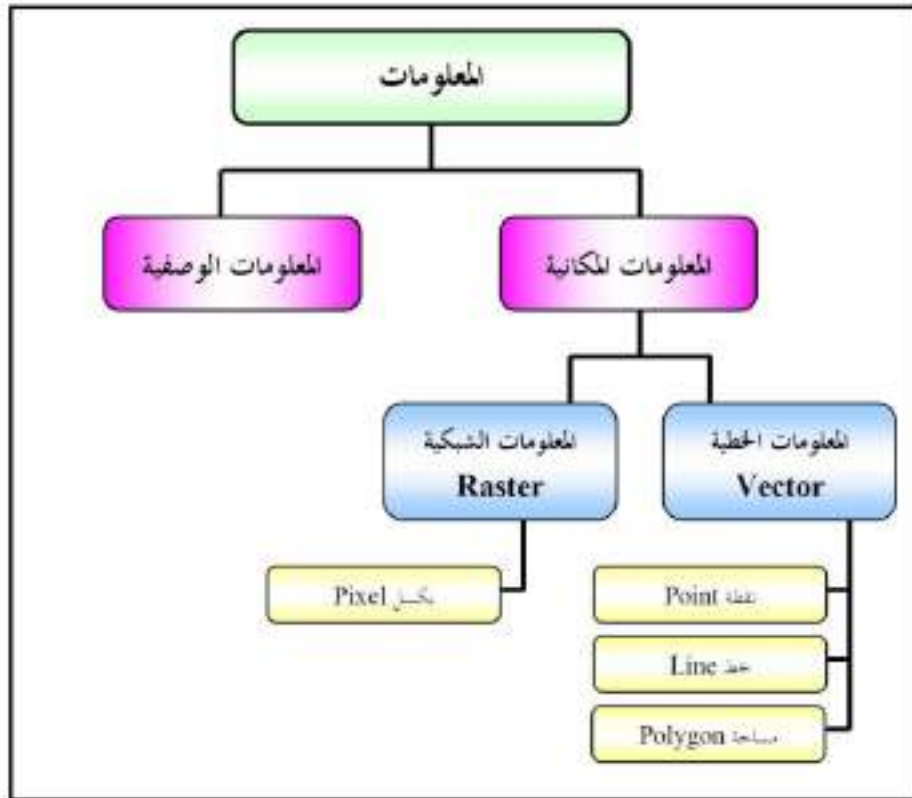 المعلومات
المعلومات المكانية
المعلومات الوصفية
المعلومات الخطية
Vector
المعلومات الشبكية
Raster
نقطة Point
خط Line
مساحة Polygon
بكسل Pixel